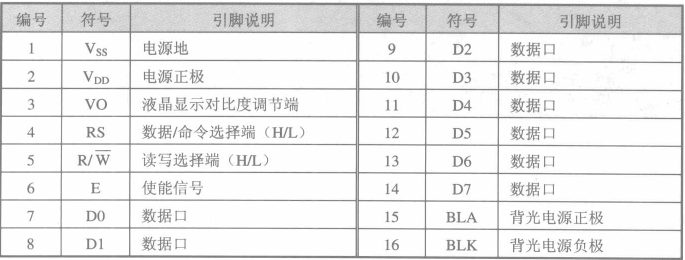 编号 符号 引脚说明 编号 符号 引脚说明
1 VSS 电源地 9 D2 数据口
2 VDD 电源正极 10 D3 数据口
3 VO 液晶显示对比度调节端 11 D4 数据口
4 RS 数据/命令选择端（H/L） 12 D5 数据口
5 R/W̅ 读写选择端（H/L） 13 D6 数据口
6 E 使能信号 14 D7 数据口
7 D0 数据口 15 BLA 背光电源正极
8 D1 数据口 16 BLK 背光电源负极